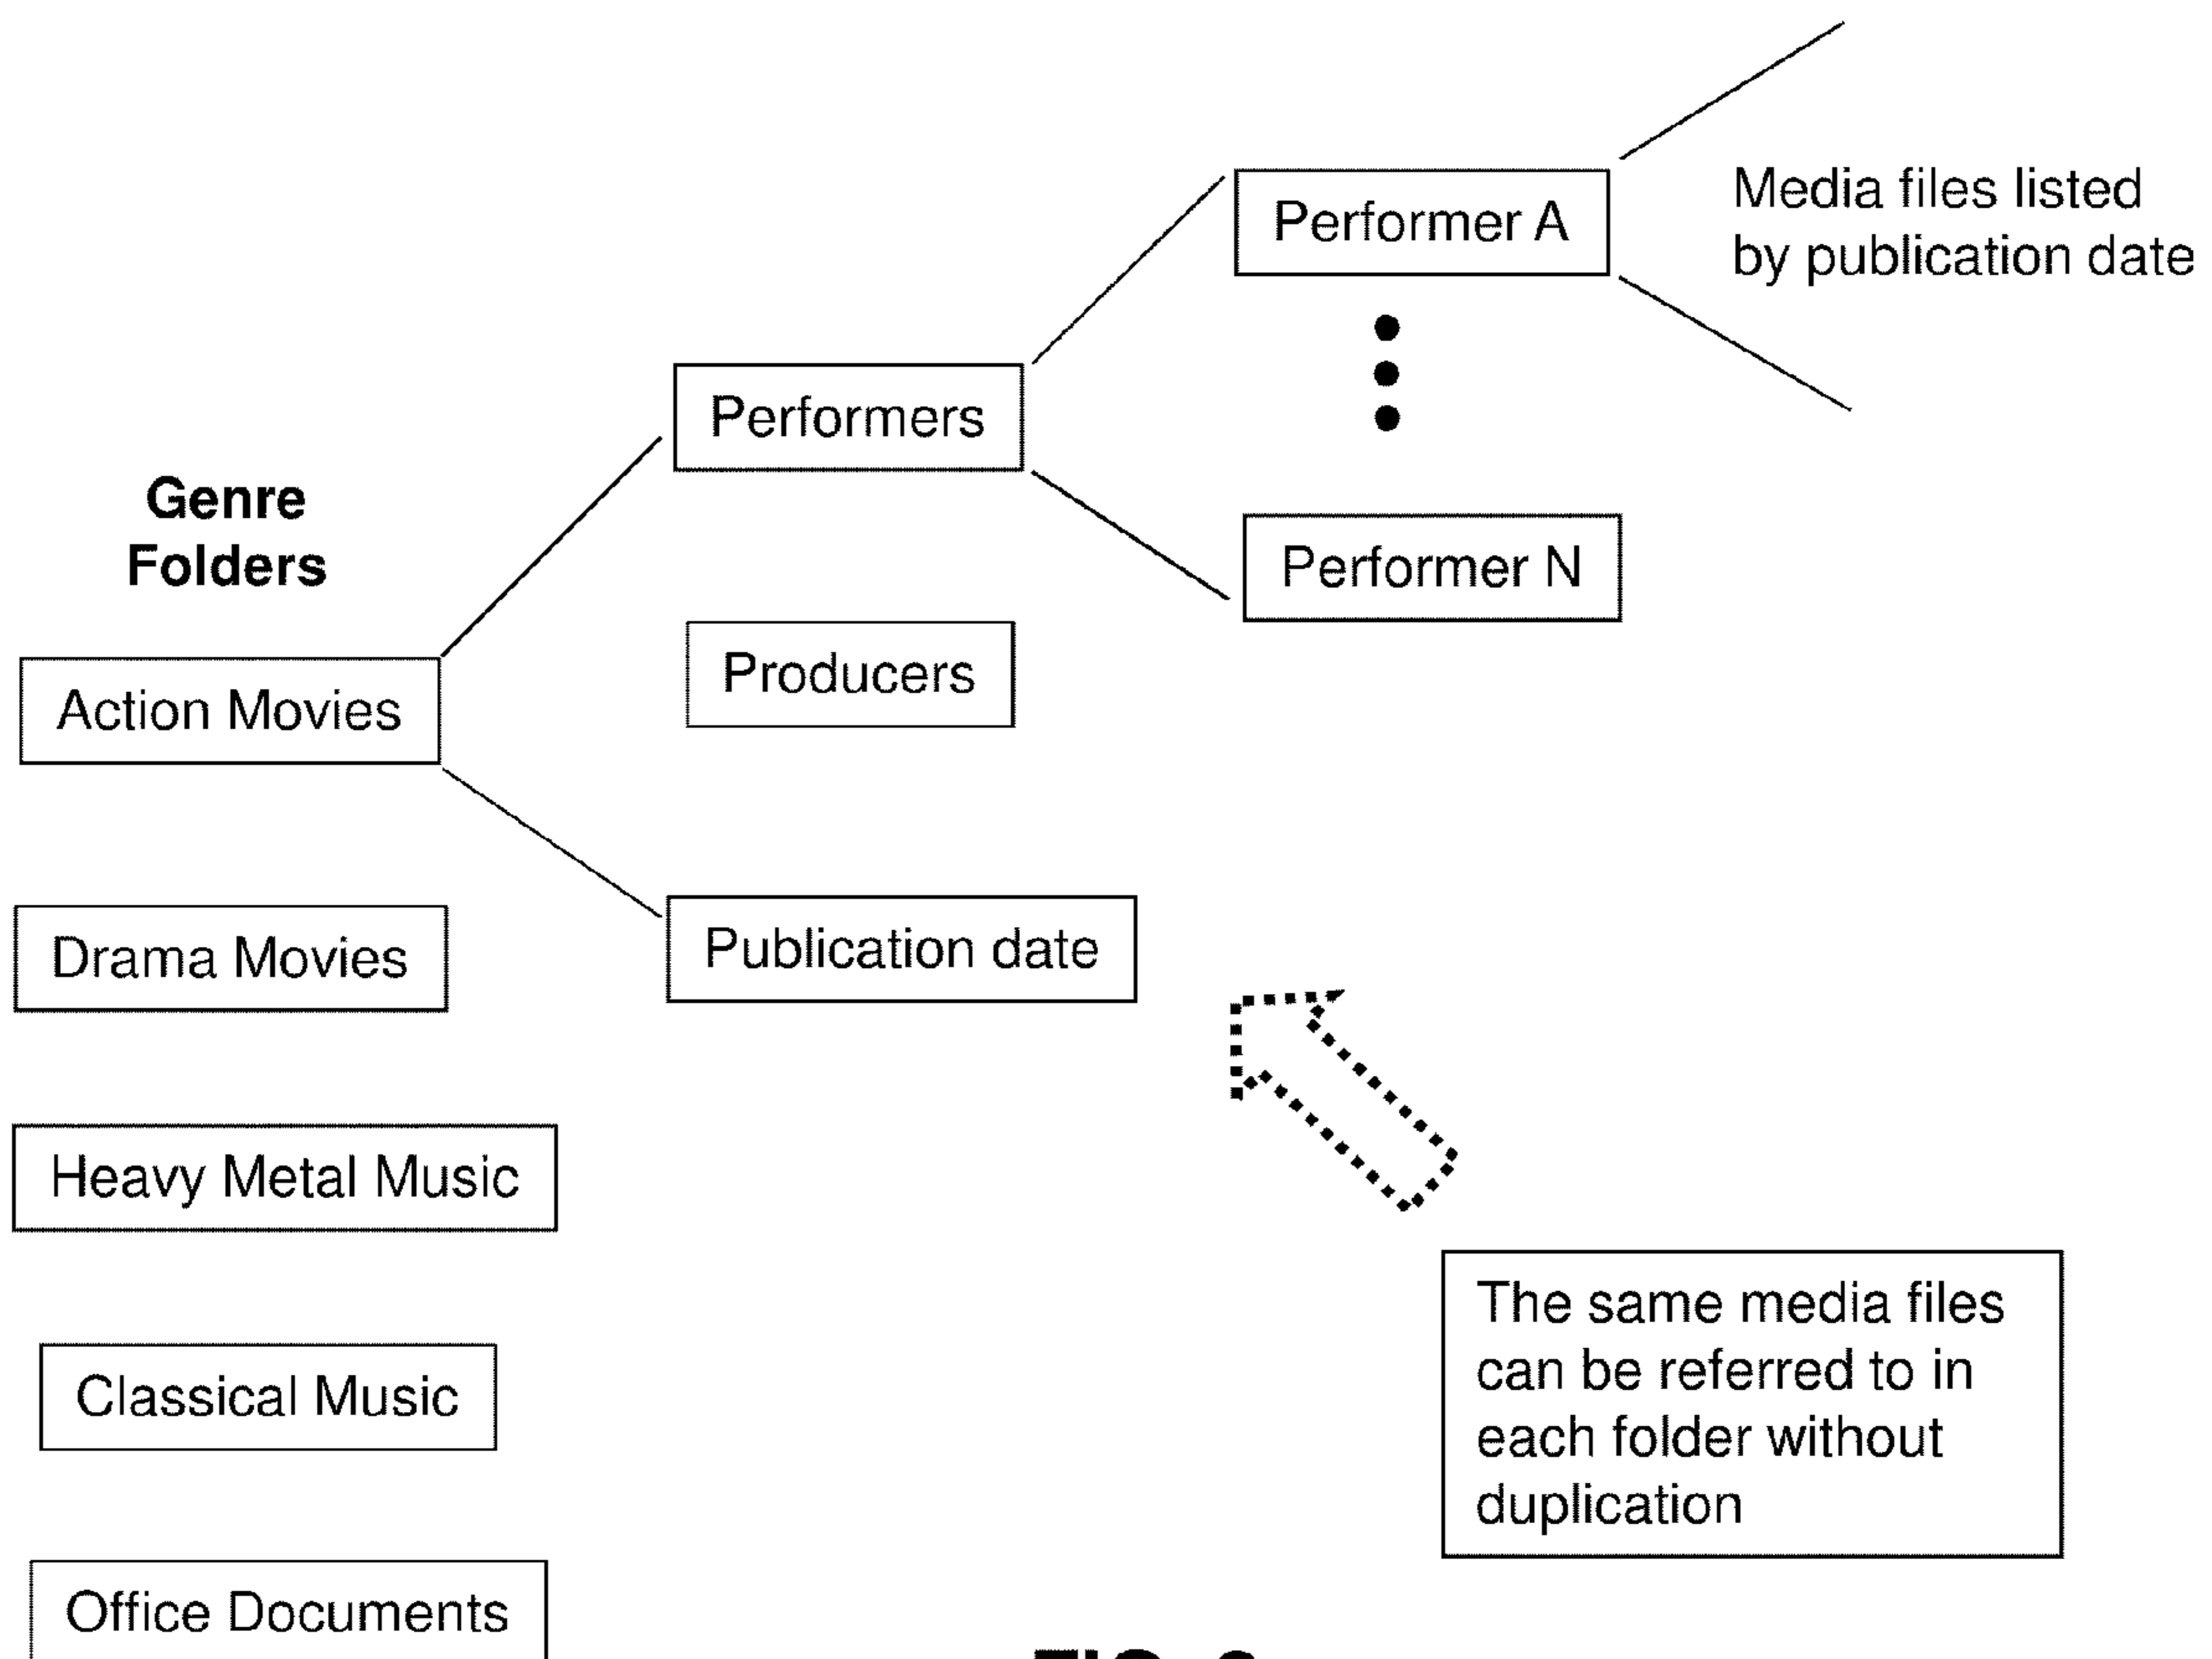 Media files listed
by publication date
Performer A
Performers
Genre
Folders
Performer N
Producers
Action Movies
Publication date
Drama Movies
Heavy Metal Music
The same media files
can be referred to in
each folder without
duplication
Classical Music
Office Documents